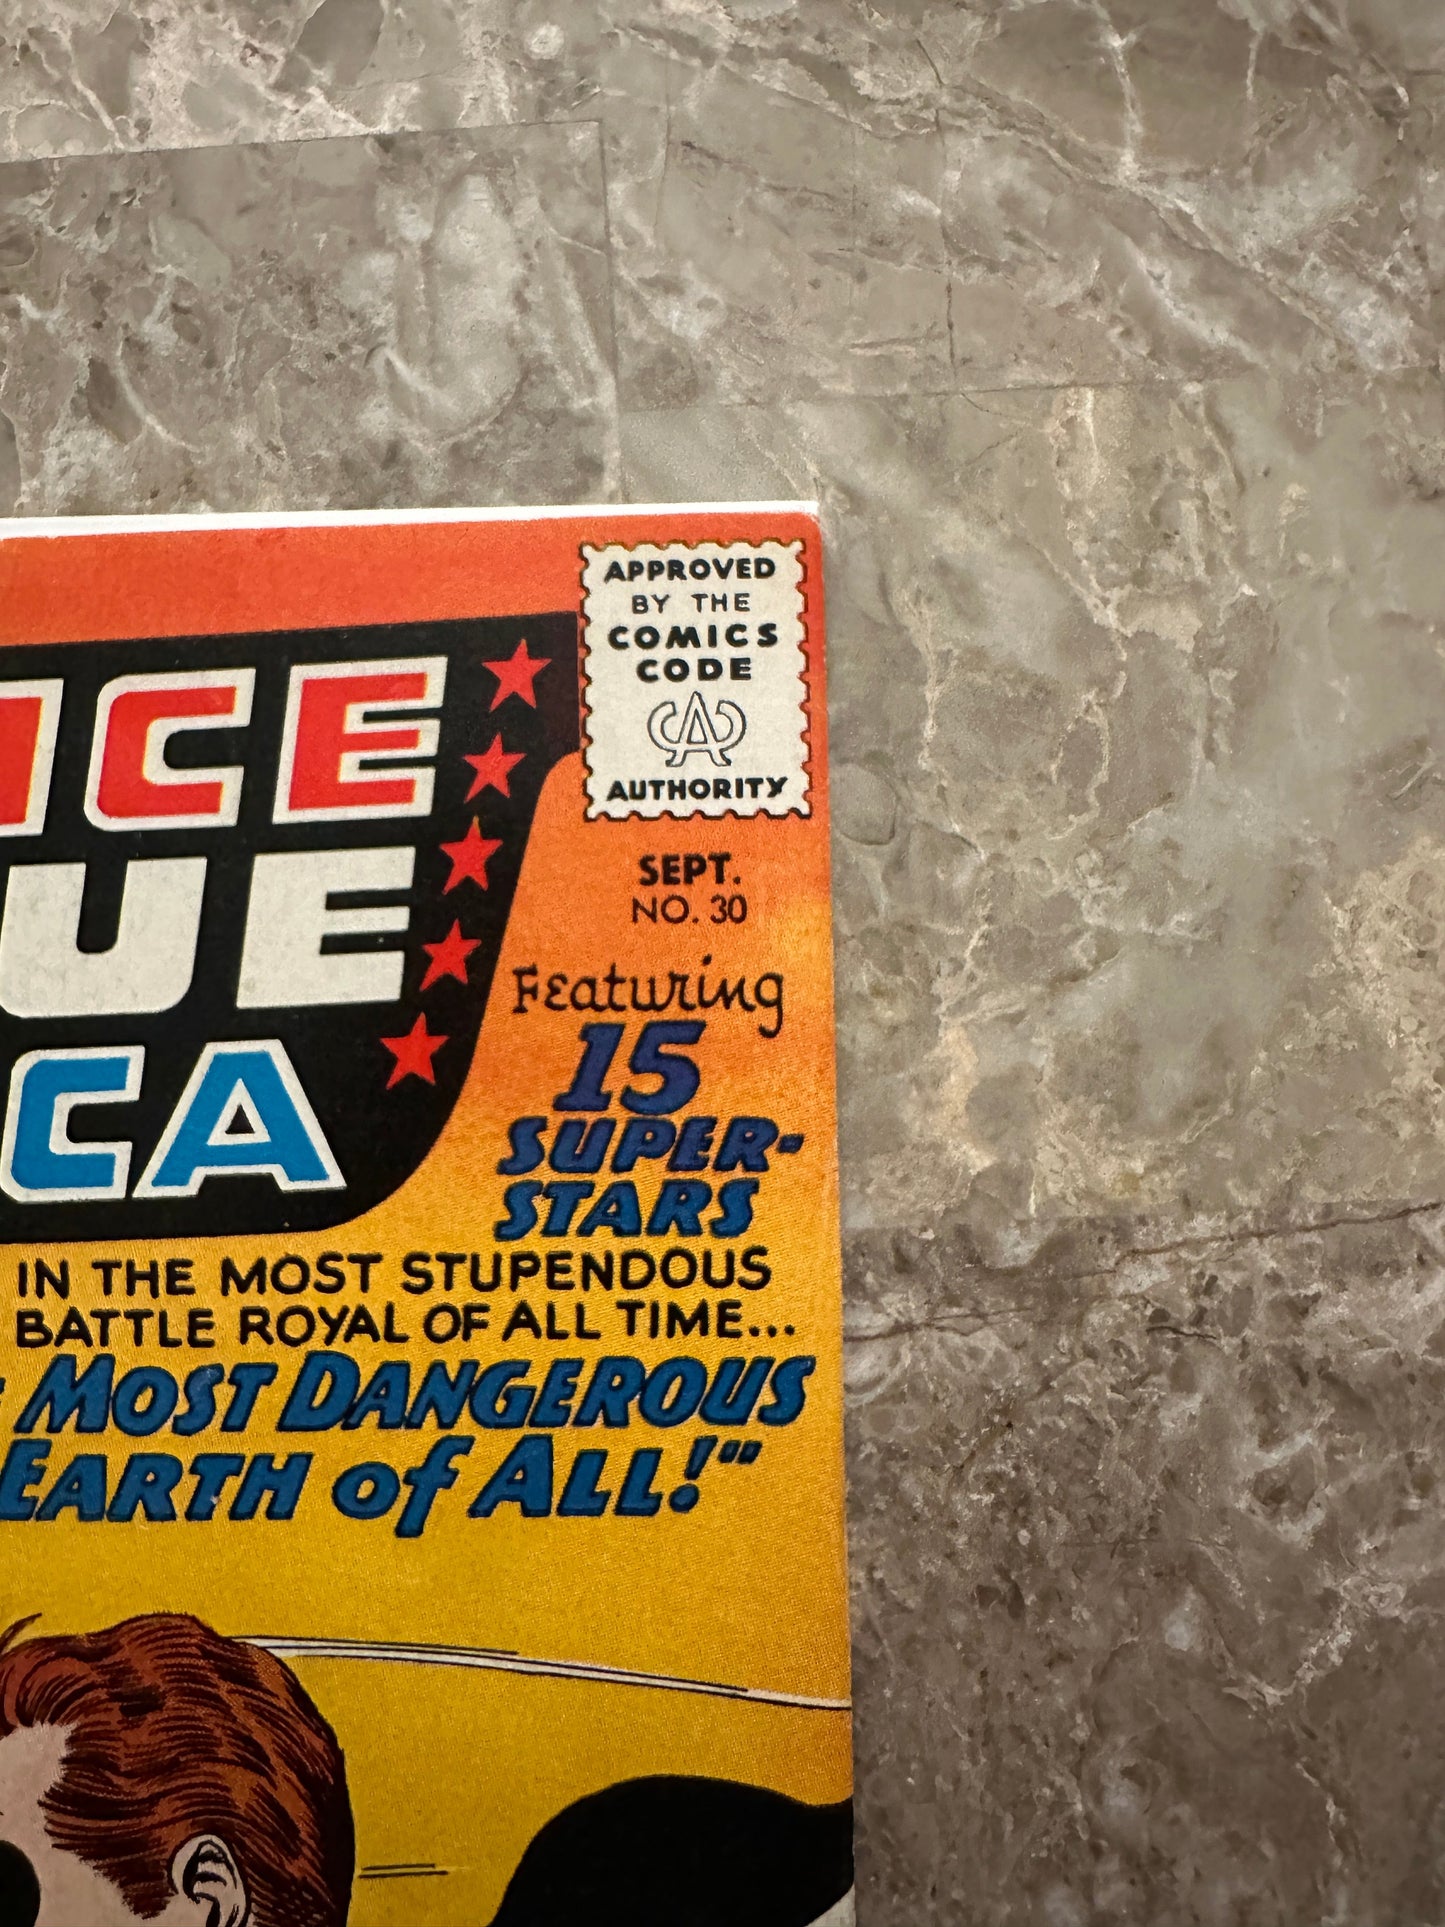 APPROVED
BY THE
COMICS
CODE
CA
AUTHORITY
ICE
UE
CA
SEPT.
NO. 30
Featuring
15
SUPER-
STARS
IN THE MOST STUPENDOUS
BATTLE ROYAL OF ALL TIME...
MOST DANGEROUS
EARTH of ALL!"